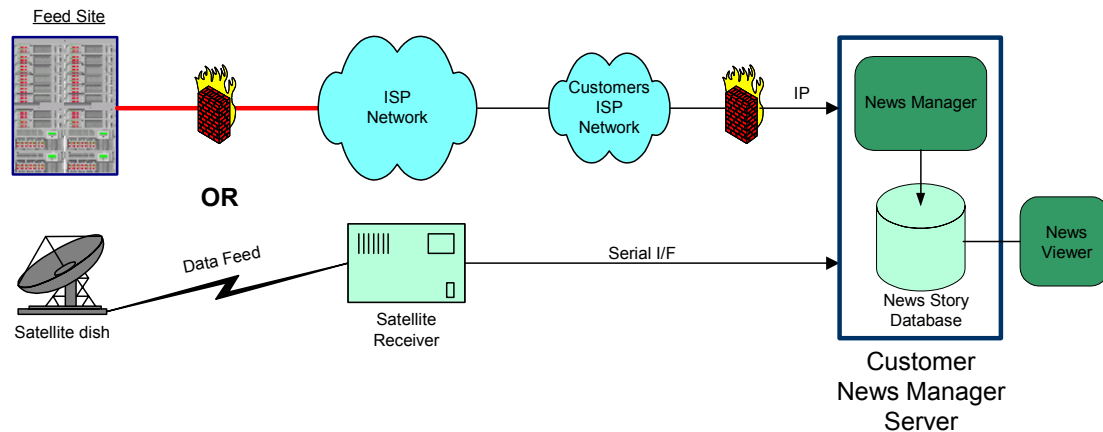 Feed Site
ISP
Network
Customers
ISP
Network
IP
News Manager
OR
Data Feed
Serial I/F
News
Viewer
News Story
Database
Satellite dish
Satellite
Receiver
Customer
News Manager
Server